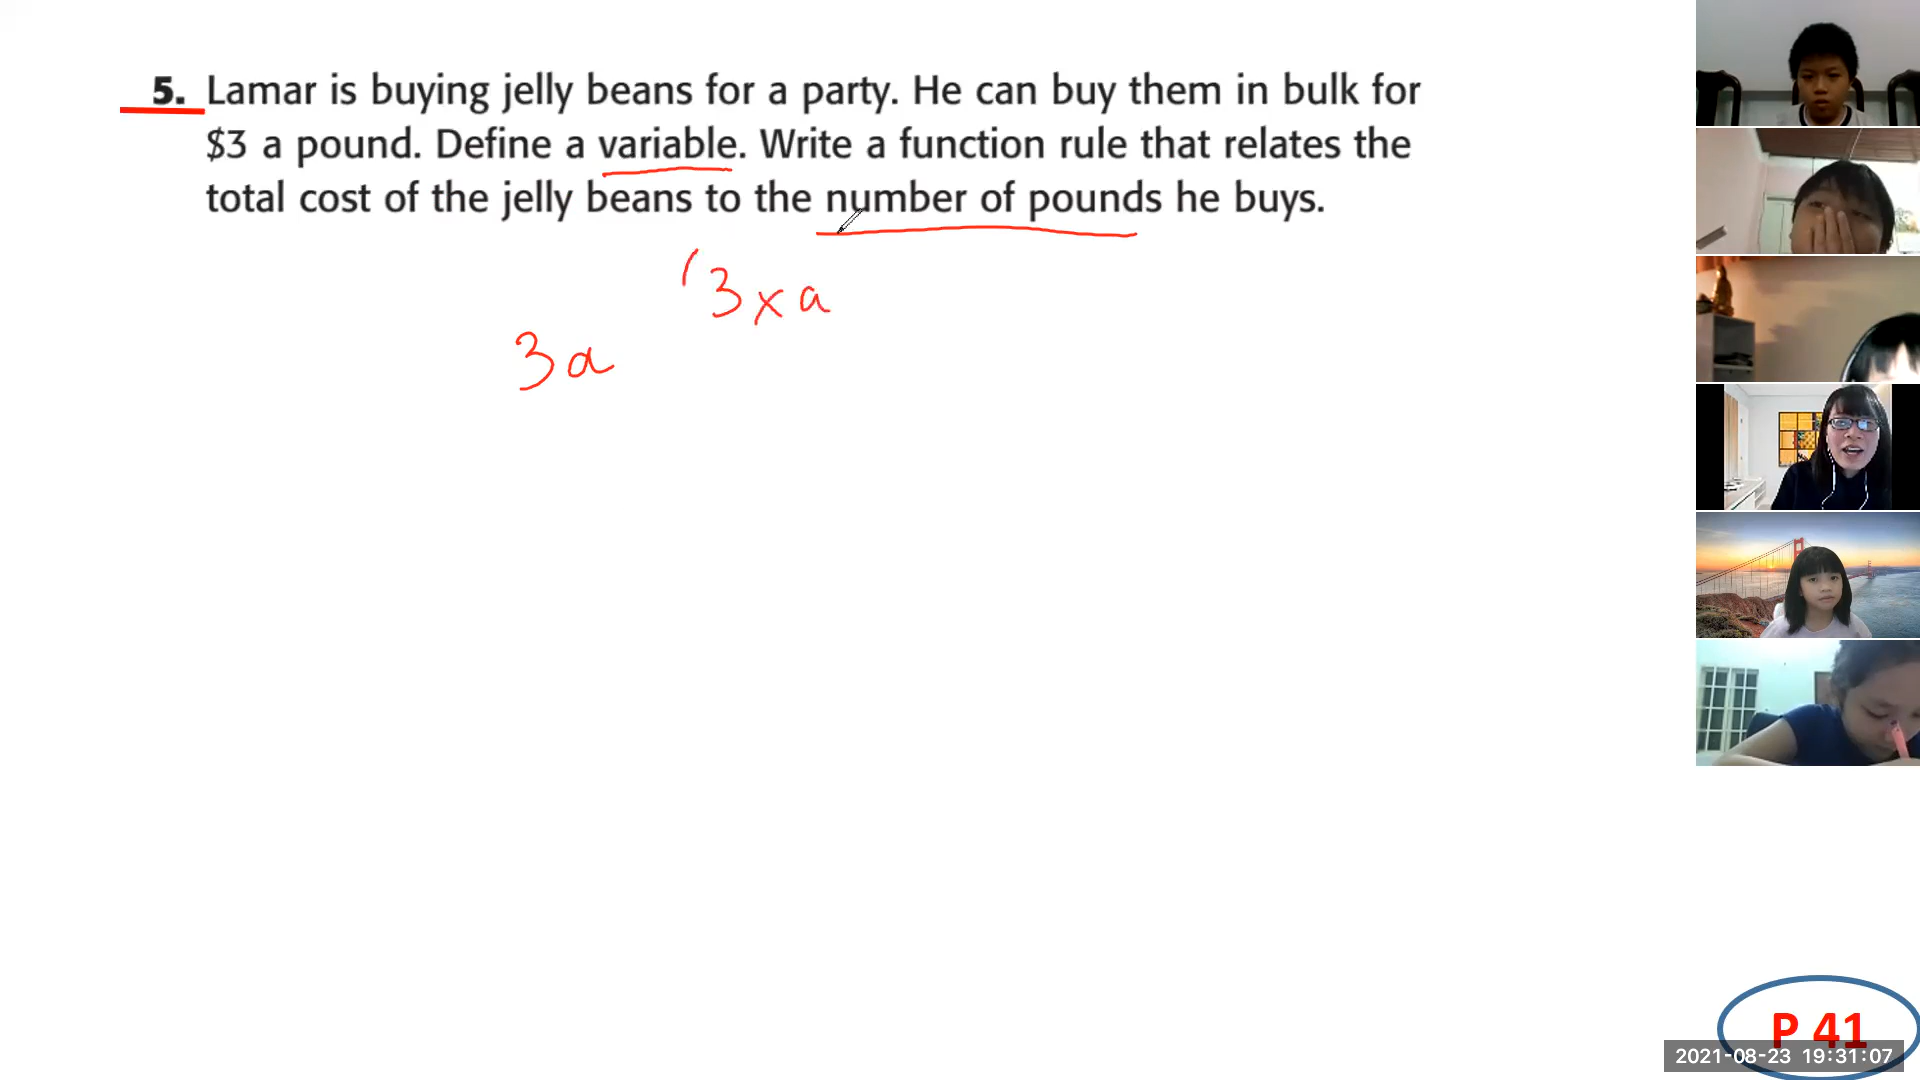 5. Lamar is buying jelly beans for a party. He can buy them in bulk for
$3 a pound. Define a variable. Write a function rule that relates the
total cost of the jelly beans to the number of pounds he buys.
3 x a
3a
P 41
2021-08-23 19:31:07